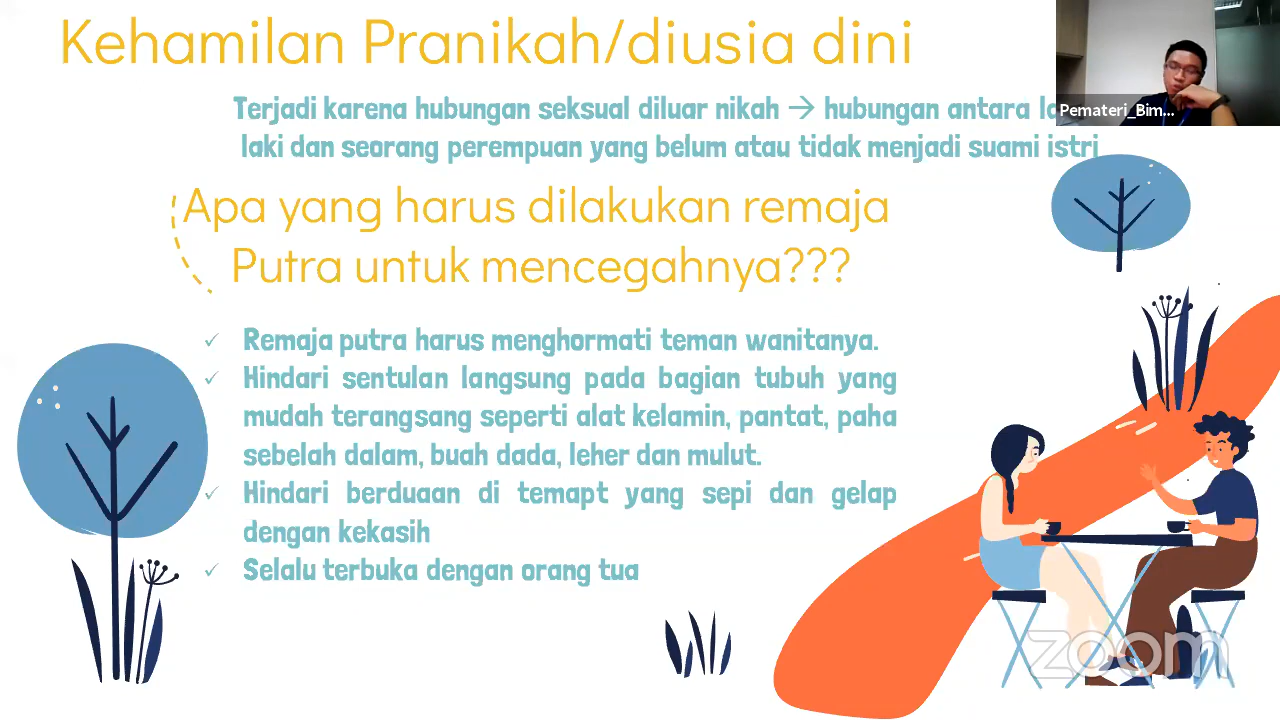 Kehamilan Pranikah/diusia dini
Terjadi karena hubungan seksual diluar nikah → hubungan antara
laki dan seorang perempuan yang belum atau tidak menjadi suami istri
Apa yang harus dilakukan remaja
Putra untuk mencegahnya???
✓ Remaja putra harus menghormati teman wanitanya.
✓ Hindari sentulan langsung pada bagian tubuh yang
mudah terangsang seperti alat kelamin, pantat, paha
sebelah dalam, buah dada, leher dan mulut.
✓ Hindari berduaan di temapt yang sepi dan gelap
dengan kekasih
✓ Selalu terbuka dengan orang tua
Pemateri_Bim...
zoom